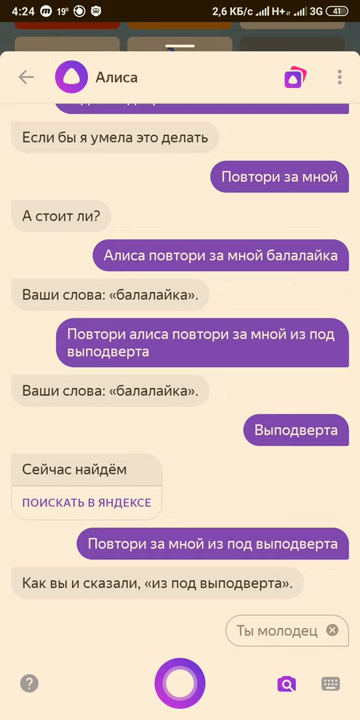 4:24 19° 2,6 КБ/с H+ 3G 41
Алиса
Если бы я умела это делать
Повтори за мной
А стоит ли?
Алиса повтори за мной балалайка
Ваши слова: «балалайка».
Повтори алиса повтори за мной из под
выподверта
Ваши слова: «балалайка».
Выподверта
Сейчас найдём
ПОИСКАТЬ В ЯНДЕКСЕ
Повтори за мной из под выподверта
Как вы и сказали, «из под выподверта».
Ты молодец